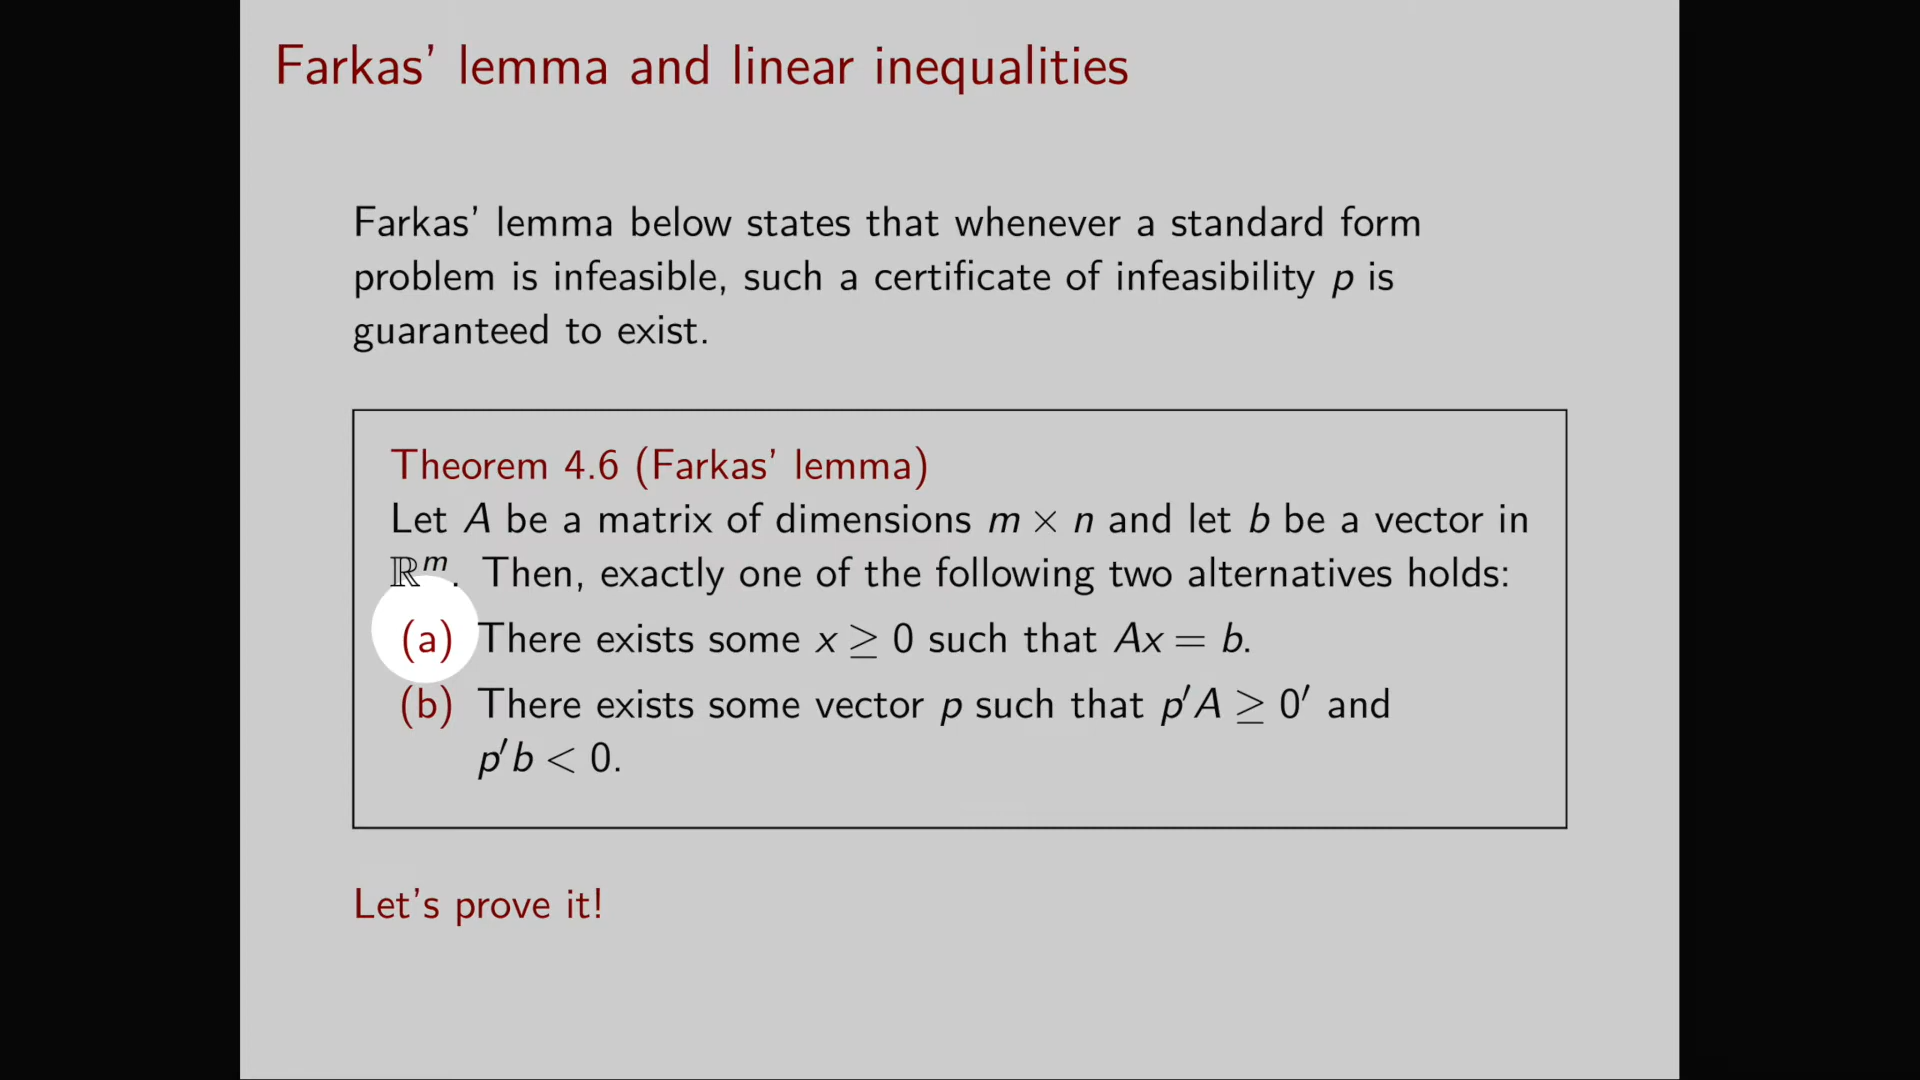 Farkas’ lemma and linear inequalities
Farkas’ lemma below states that whenever a standard form
problem is infeasible, such a certificate of infeasibility p is
guaranteed to exist.
Theorem 4.6 (Farkas’ lemma)
Let A be a matrix of dimensions m × n and let b be a vector in
ℝᵐ. Then, exactly one of the following two alternatives holds:
(a) There exists some x ≥ 0 such that Ax = b.
(b) There exists some vector p such that p′A ≥ 0′ and
p′b < 0.
Let’s prove it!